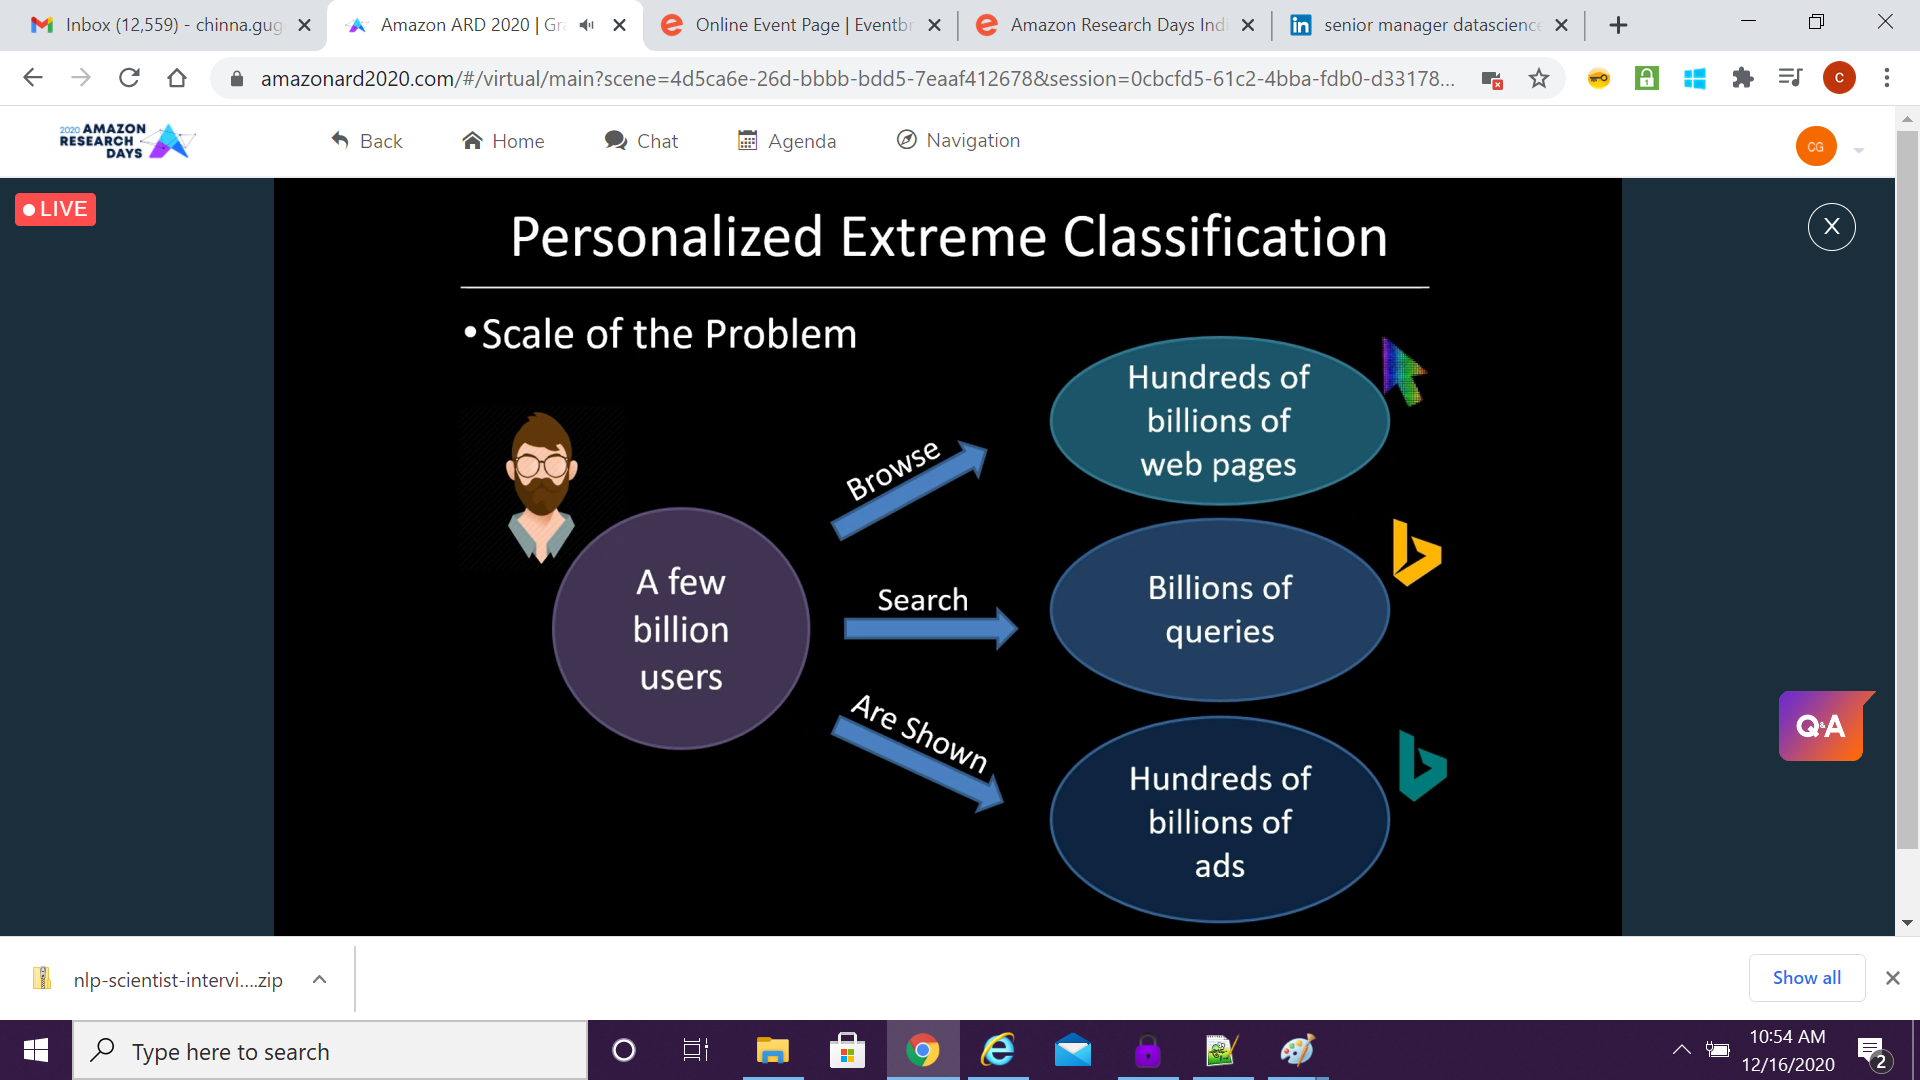 Inbox (12,559) - chinna.gug
Amazon ARD 2020 | Gr
Online Event Page | Eventbr
Amazon Research Days Indi
senior manager datascience
amazonard2020.com/#/virtual/main?scene=4d5ca6e-26d-bbbb-bdd5-7eaaf412678&session=0cbcfd5-61c2-4bba-fdb0-d33178...
C
2020 AMAZON
RESEARCH
DAYS
Back
Home
Chat
Agenda
Navigation
CG
LIVE
X
Personalized Extreme Classification
•Scale of the Problem
A few
billion
users
Browse
Hundreds of
billions of
web pages
Search
Billions of
queries
Are Shown
Hundreds of
billions of
ads
Q&A
nlp-scientist-intervi....zip
Show all
Type here to search
10:54 AM
12/16/2020
2